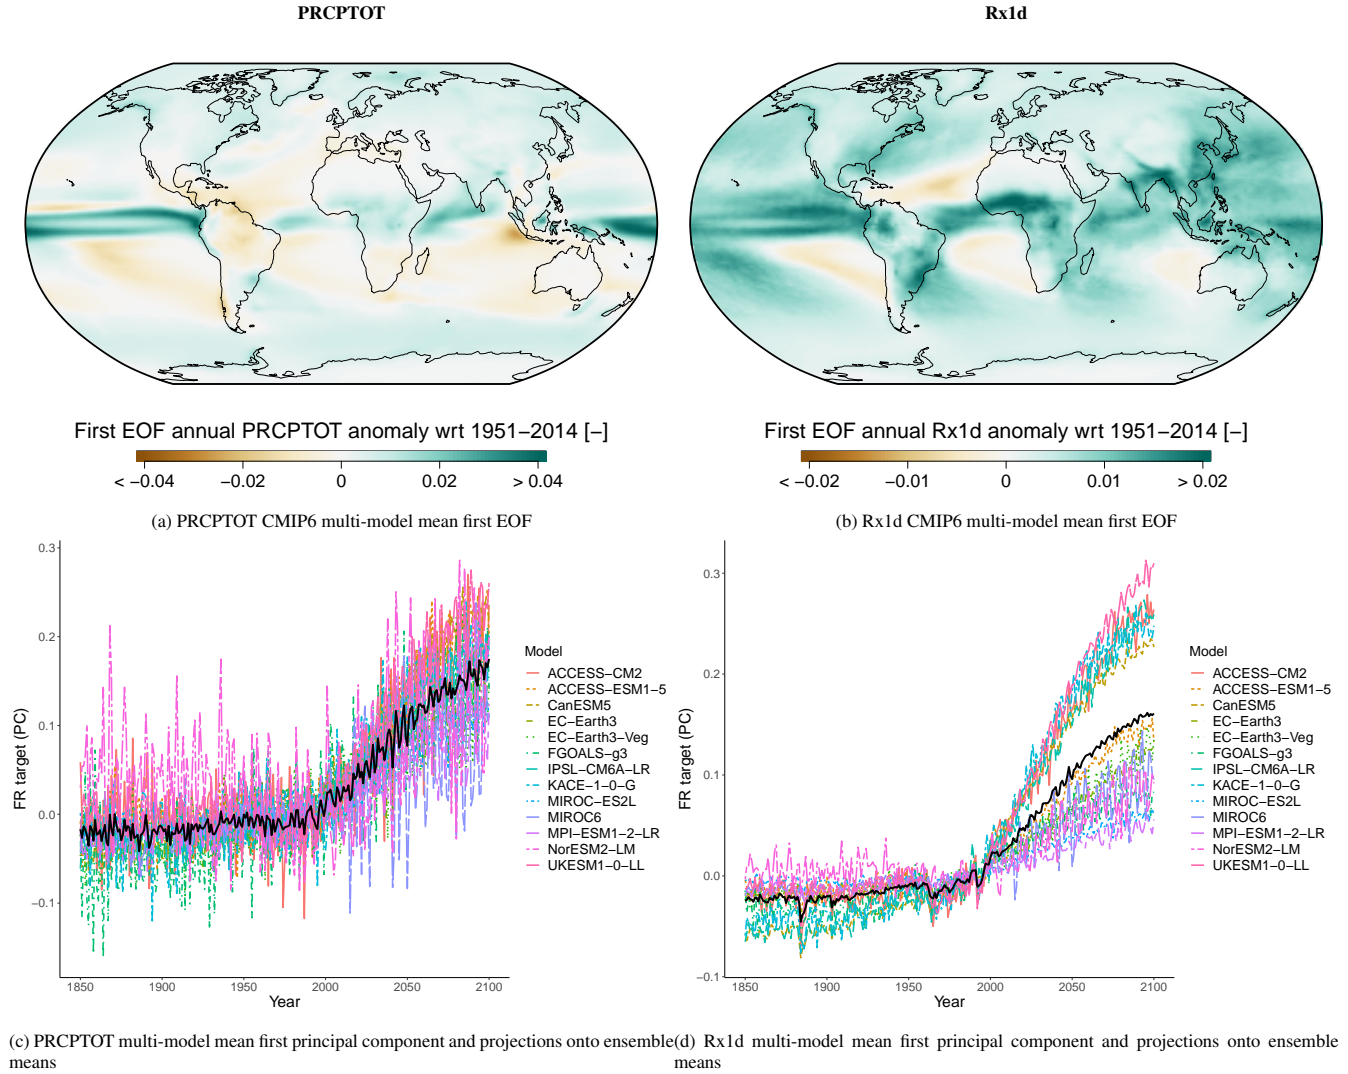 PRCPTOT
Rx1d
First EOF annual PRCPTOT anomaly wrt 1951−2014 [−]
< −0.04 −0.02 0 0.02 > 0.04
(a) PRCPTOT CMIP6 multi-model mean first EOF
First EOF annual Rx1d anomaly wrt 1951−2014 [−]
< −0.02 −0.01 0 0.01 > 0.02
(b) Rx1d CMIP6 multi-model mean first EOF
0.3
0.2
0.1
0.0
−0.1
FR target (PC)
1850 1900 1950 2000 2050 2100
Year
Model
ACCESS−CM2
ACCESS−ESM1−5
CanESM5
EC−Earth3
EC−Earth3−Veg
FGOALS−g3
IPSL−CM6A−LR
KACE−1−0−G
MIROC−ES2L
MIROC6
MPI−ESM1−2−LR
NorESM2−LM
UKESM1−0−LL
0.3
0.2
0.1
0.0
−0.1
FR target (PC)
1850 1900 1950 2000 2050 2100
Year
Model
ACCESS−CM2
ACCESS−ESM1−5
CanESM5
EC−Earth3
EC−Earth3−Veg
FGOALS−g3
IPSL−CM6A−LR
KACE−1−0−G
MIROC−ES2L
MIROC6
MPI−ESM1−2−LR
NorESM2−LM
UKESM1−0−LL
(c) PRCPTOT multi-model mean first principal component and projections onto ensemble
means
(d) Rx1d multi-model mean first principal component and projections onto ensemble
means